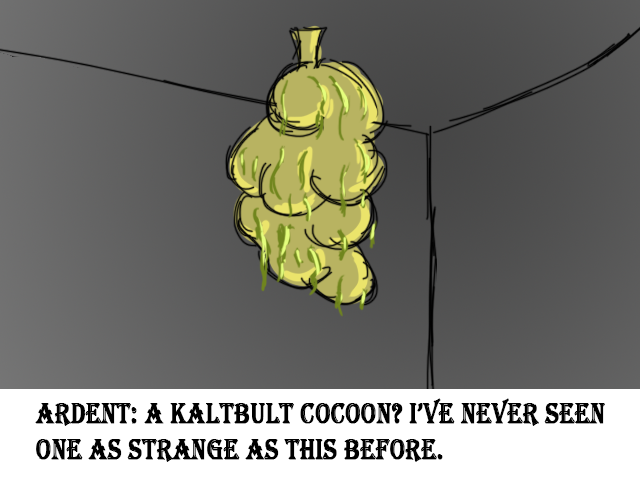 ARDENT: A KALTBULT COCOON? I'VE NEVER SEEN
ONE AS STRANGE AS THIS BEFORE.